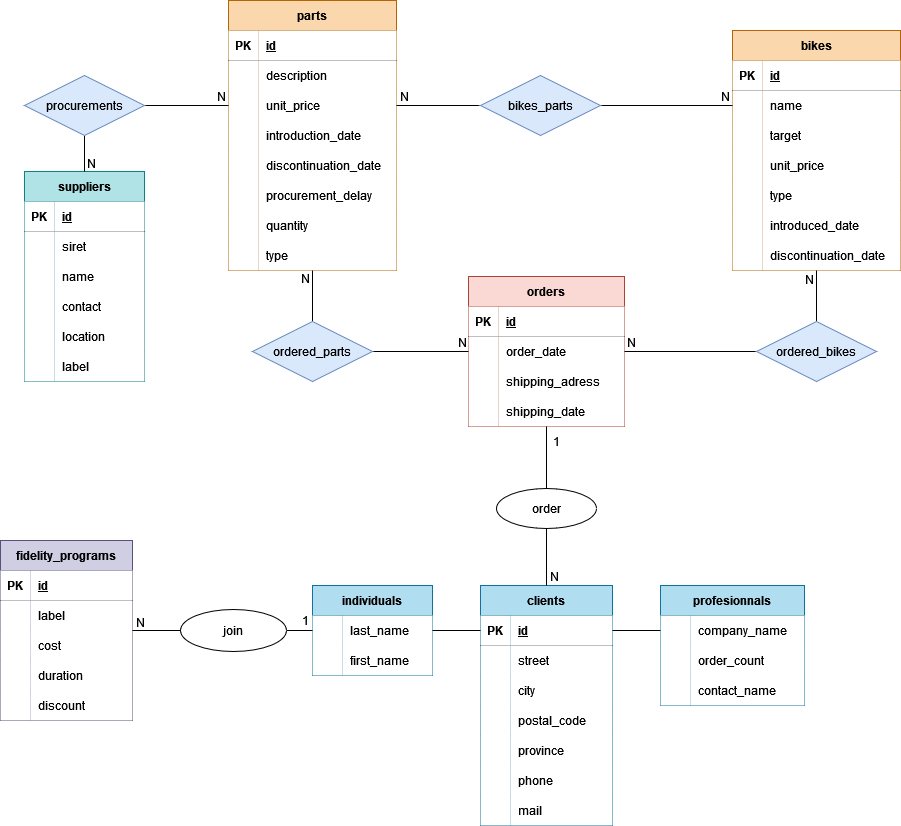 parts
PK id
description
unit_price
introduction_date
discontinuation_date
procurement_delay
quantity
type
bikes
PK id
name
target
unit_price
type
introduced_date
discontinuation_date
procurements
N
N
bikes_parts
N
N
suppliers
PK id
siret
name
contact
location
label
N
ordered_parts
N
orders
PK id
order_date
shipping_adress
shipping_date
N
ordered_bikes
N
1
order
N
fidelity_programs
PK id
label
cost
duration
discount
N
join
1
individuals
last_name
first_name
clients
PK id
street
city
postal_code
province
phone
mail
profesionnals
company_name
order_count
contact_name